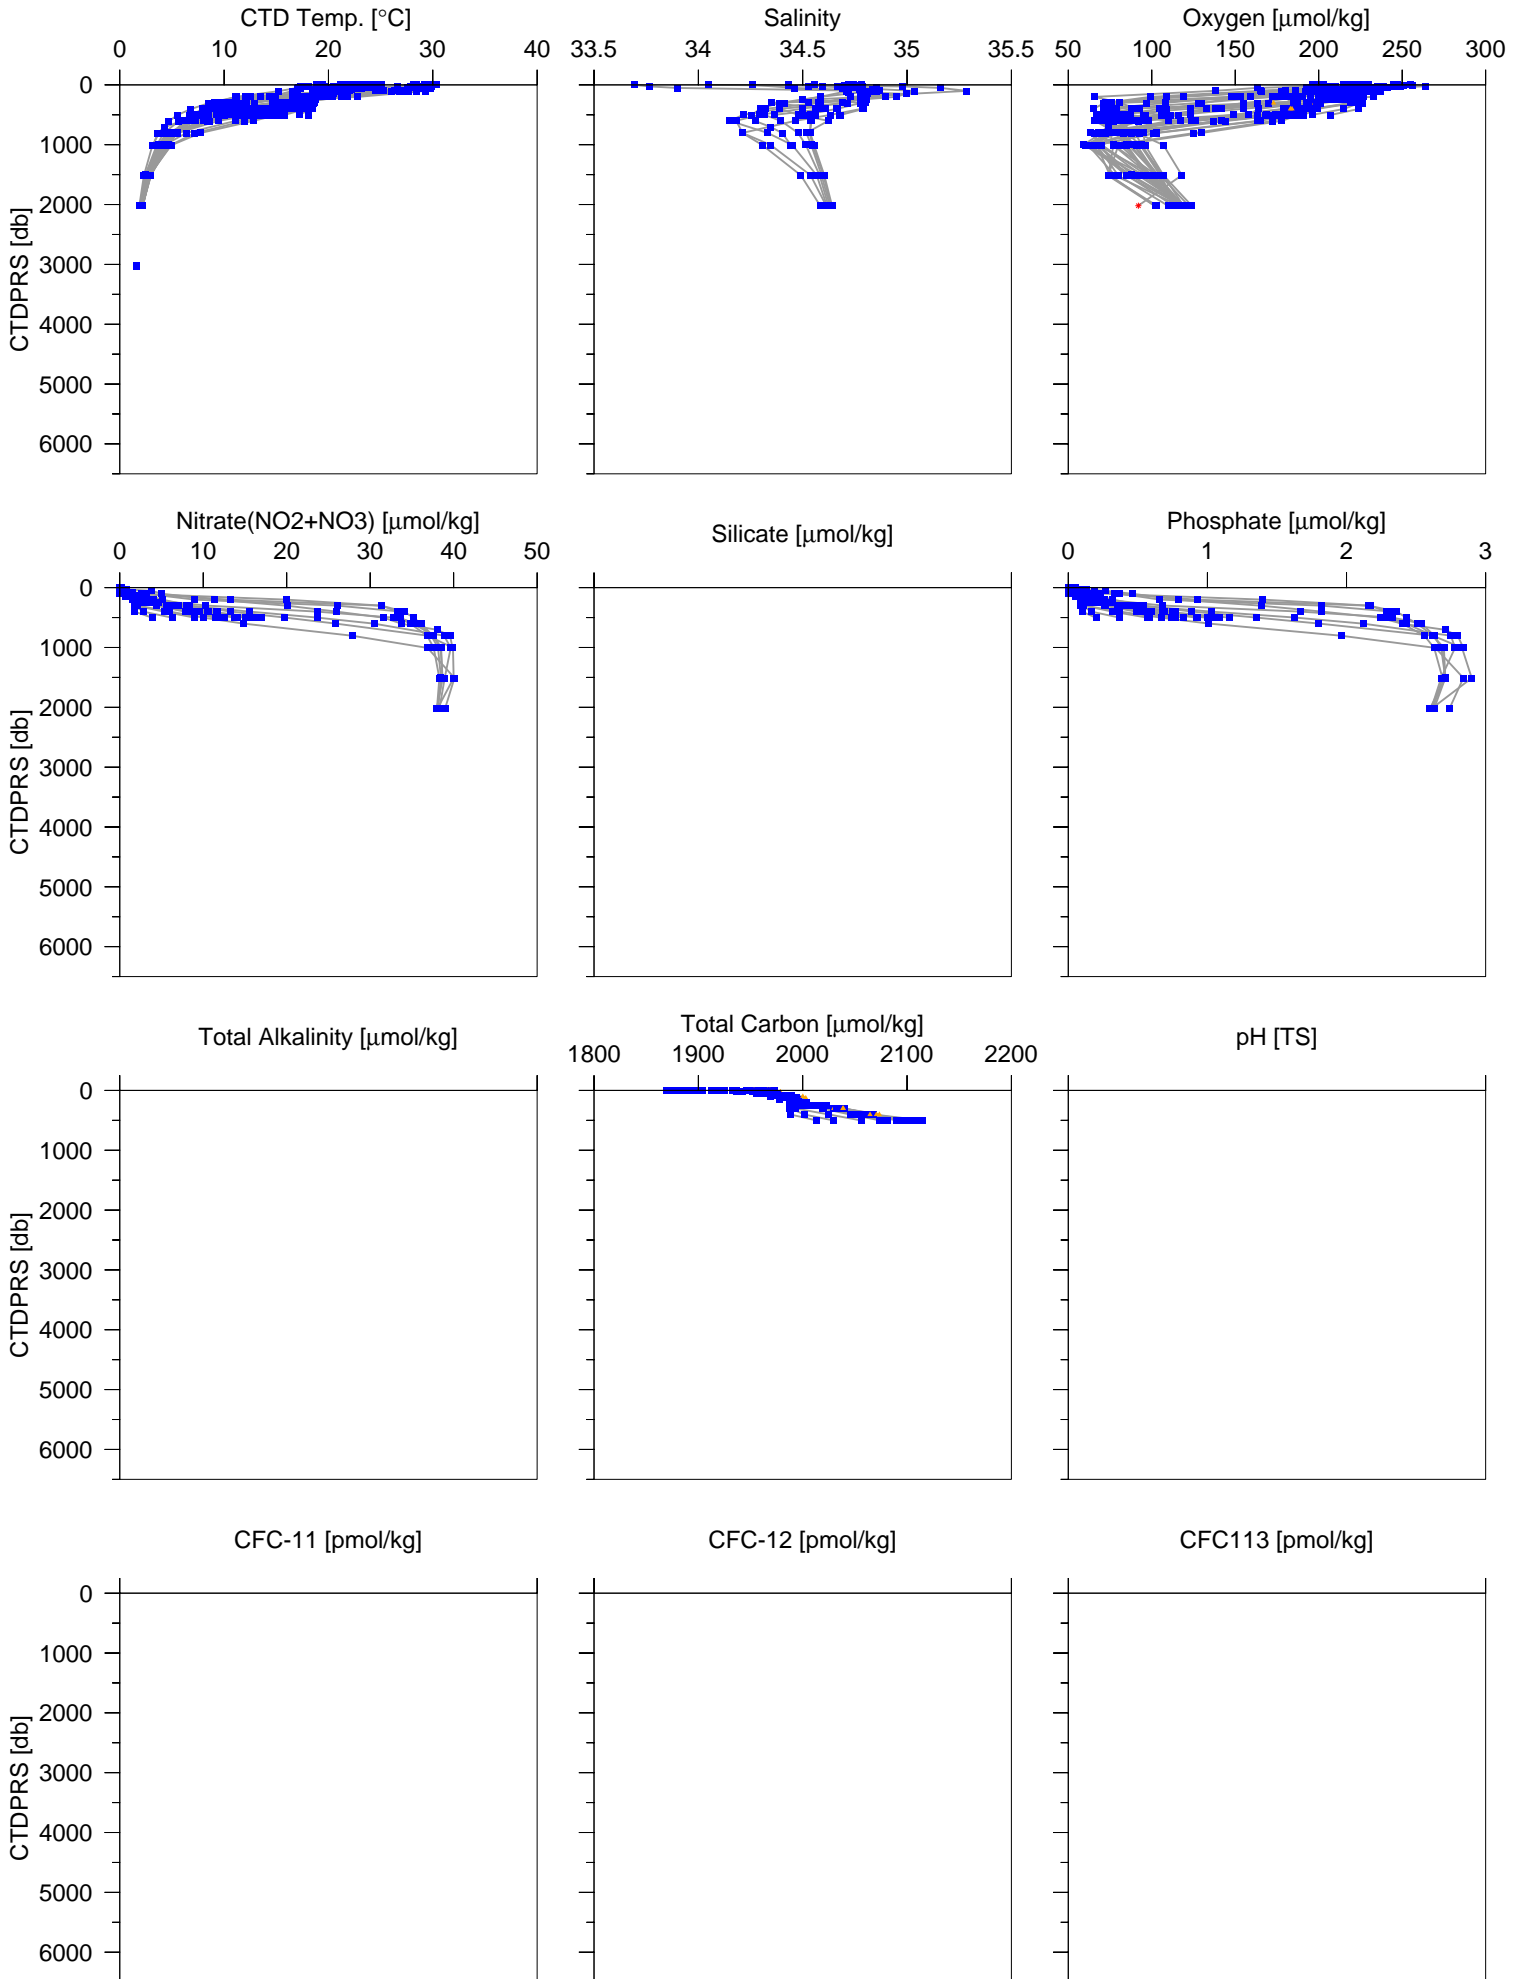 CTD Temp. [°C] Salinity Oxygen [μmol/kg]
0 10 20 30 40 33.5 34 34.5 35 35.5 50 100 150 200 250 300
0
1000
2000
3000
4000
5000
6000
CTDPRS [db]
Nitrate(NO2+NO3) [μmol/kg] Silicate [μmol/kg] Phosphate [μmol/kg]
0 10 20 30 40 50 0 1 2 3
0
1000
2000
3000
4000
5000
6000
CTDPRS [db]
Total Alkalinity [μmol/kg] Total Carbon [μmol/kg] pH [TS]
1800 1900 2000 2100 2200
0
1000
2000
3000
4000
5000
6000
CTDPRS [db]
CFC-11 [pmol/kg] CFC-12 [pmol/kg] CFC113 [pmol/kg]
0
1000
2000
3000
4000
5000
6000
CTDPRS [db]